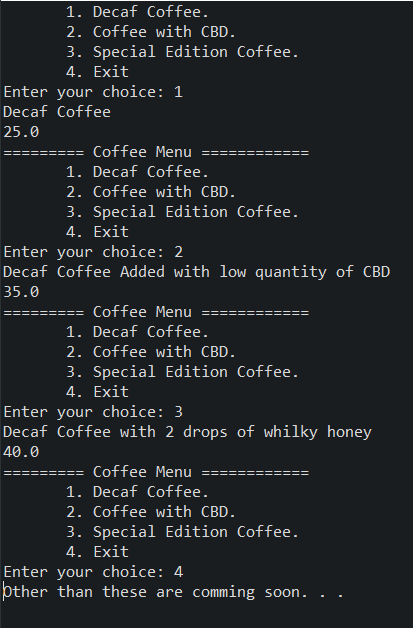 1. Decaf Coffee.
2. Coffee with CBD.
3. Special Edition Coffee.
4. Exit
Enter your choice: 1
Decaf Coffee
25.0
========= Coffee Menu ============
1. Decaf Coffee.
2. Coffee with CBD.
3. Special Edition Coffee.
4. Exit
Enter your choice: 2
Decaf Coffee Added with low quantity of CBD
35.0
========= Coffee Menu ============
1. Decaf Coffee.
2. Coffee with CBD.
3. Special Edition Coffee.
4. Exit
Enter your choice: 3
Decaf Coffee with 2 drops of whilky honey
40.0
========= Coffee Menu ============
1. Decaf Coffee.
2. Coffee with CBD.
3. Special Edition Coffee.
4. Exit
Enter your choice: 4
Other than these are comming soon. . .